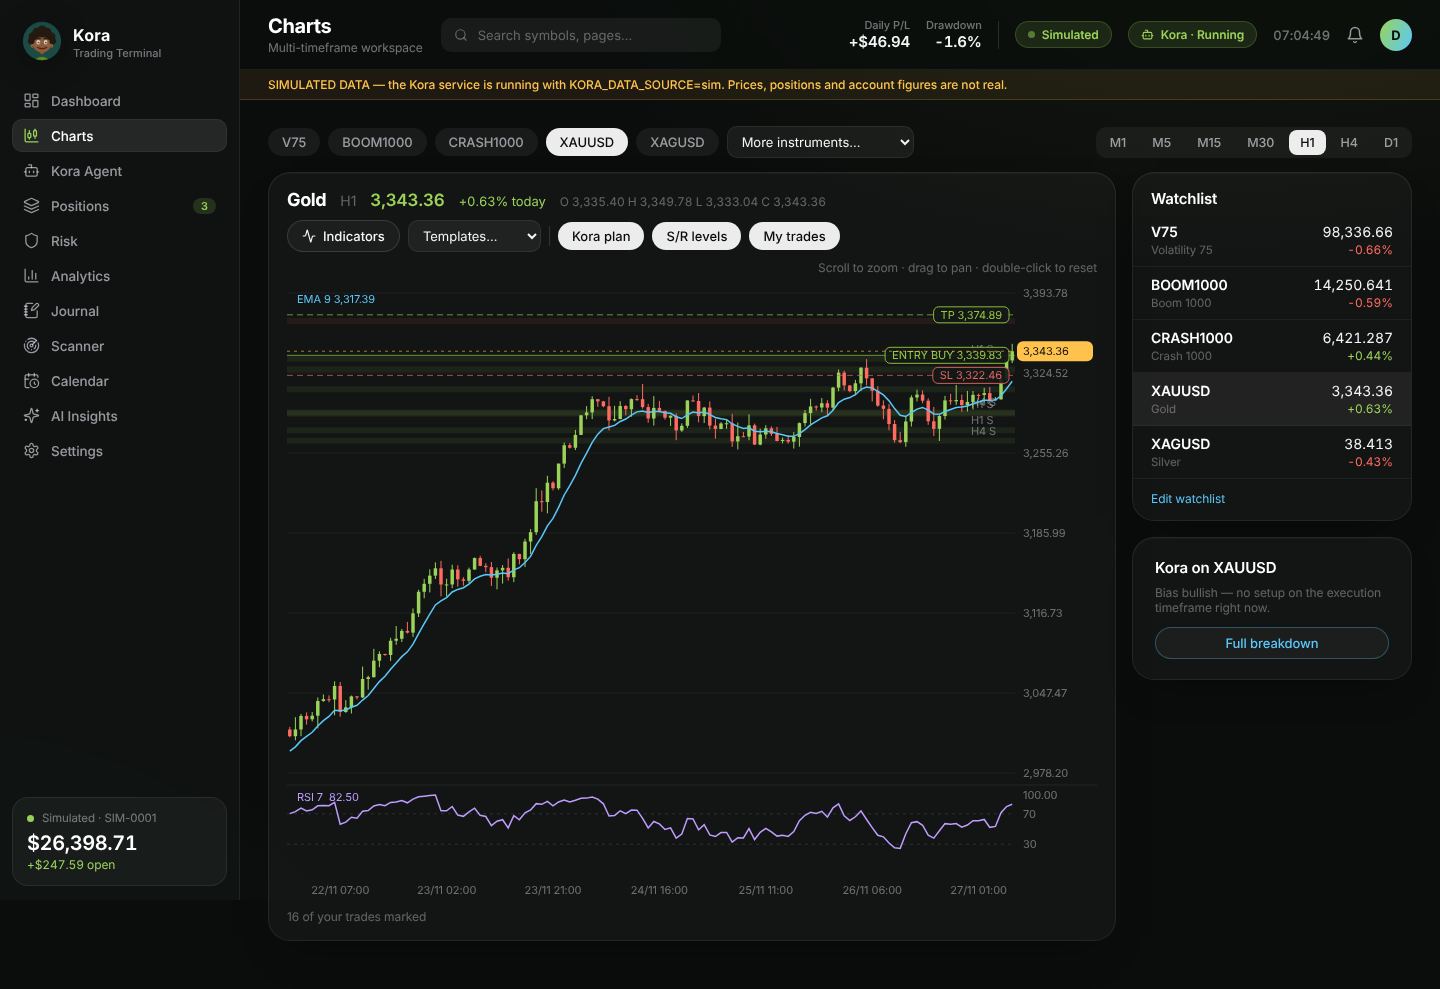 Kora
Trading Terminal
Dashboard
Charts
Kora Agent
Positions
3
Risk
Analytics
Journal
Scanner
Calendar
AI Insights
Settings
Simulated · SIM-0001
$26,398.71
+$247.59 open
Charts
Multi-timeframe workspace
Search symbols, pages...
Daily P/L
+$46.94
Drawdown
-1.6%
Simulated
Kora · Running
07:04:49
D
SIMULATED DATA — the Kora service is running with KORA_DATA_SOURCE=sim. Prices, positions and account figures are not real.
V75
BOOM1000
CRASH1000
XAUUSD
XAGUSD
More instruments...
M1
M5
M15
M30
H1
H4
D1
Gold H1 3,343.36 +0.63% today O 3,335.40 H 3,349.78 L 3,333.04 C 3,343.36
Indicators
Templates...
Kora plan
S/R levels
My trades
Scroll to zoom · drag to pan · double-click to reset
EMA 9 3,317.39
3,393.78
TP 3,374.89
ENTRY BUY 3,339.83
3,343.36
SL 3,322.46
3,324.52
H1 S
H4 S
3,255.26
3,185.99
3,116.73
3,047.47
2,978.20
RSI 7 82.50
100.00
70
30
22/11 07:00
23/11 02:00
23/11 21:00
24/11 16:00
25/11 11:00
26/11 06:00
27/11 01:00
16 of your trades marked
Watchlist
V75 98,336.66
Volatility 75 -0.66%
BOOM1000 14,250.641
Boom 1000 -0.59%
CRASH1000 6,421.287
Crash 1000 +0.44%
XAUUSD 3,343.36
Gold +0.63%
XAGUSD 38.413
Silver -0.43%
Edit watchlist
Kora on XAUUSD
Bias bullish — no setup on the execution
timeframe right now.
Full breakdown